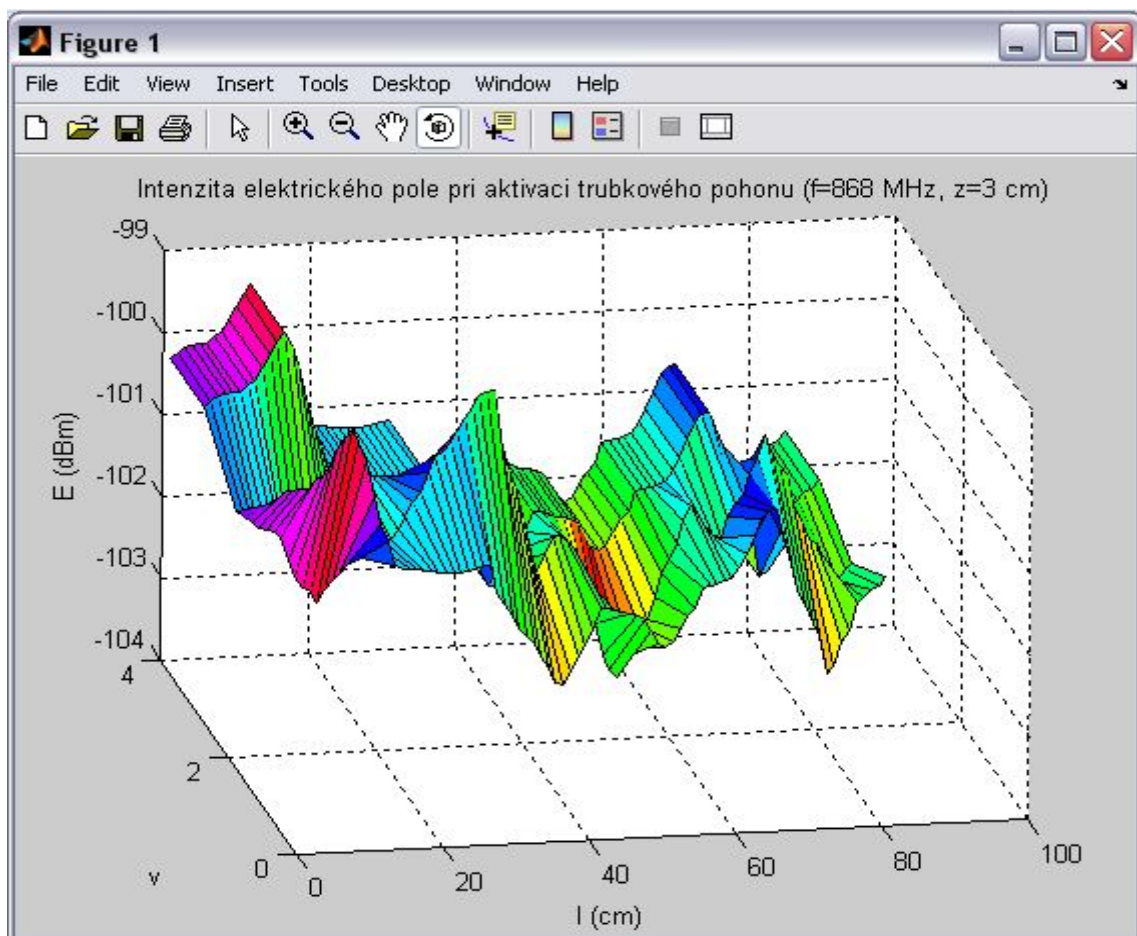 Figure 1
File Edit View Insert Tools Desktop Window Help
Intenzita elektrického pole pri aktivaci trubkového pohonu (f=868 MHz, z=3 cm)
-99
-100
-101
-102
-103
-104
E (dBm)
4
2
0
v
0
20
40
60
80
100
l (cm)